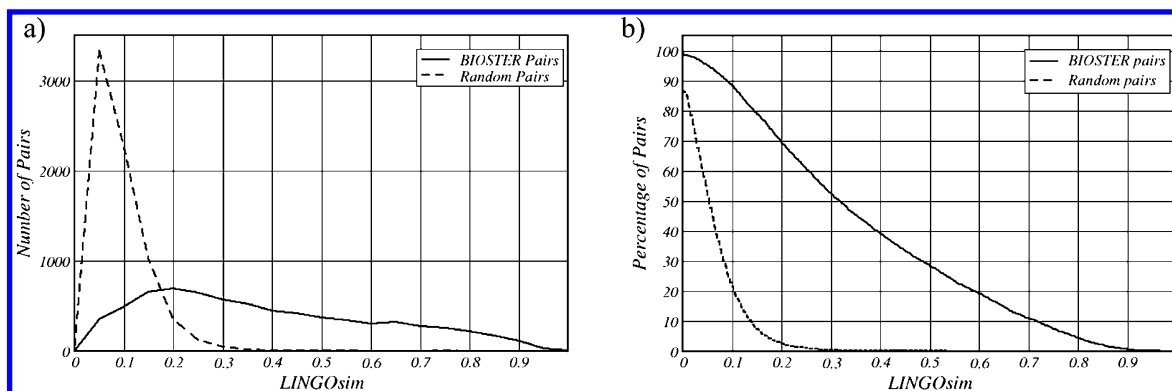 a)
Number of Pairs
3000
2000
1000
0
BIOSTER Pairs
Random Pairs
0 0.1 0.2 0.3 0.4 0.5 0.6 0.7 0.8 0.9
LINGOsim
b)
Percentage of Pairs
100
90
80
70
60
50
40
30
20
10
0
BIOSTER pairs
Random pairs
0 0.1 0.2 0.3 0.4 0.5 0.6 0.7 0.8 0.9
LINGOsim